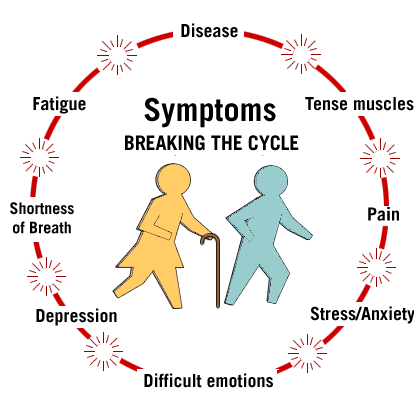 Disease
Fatigue
Tense muscles
Symptoms
BREAKING THE CYCLE
Shortness
of Breath
Pain
Depression
Stress/Anxiety
Difficult emotions